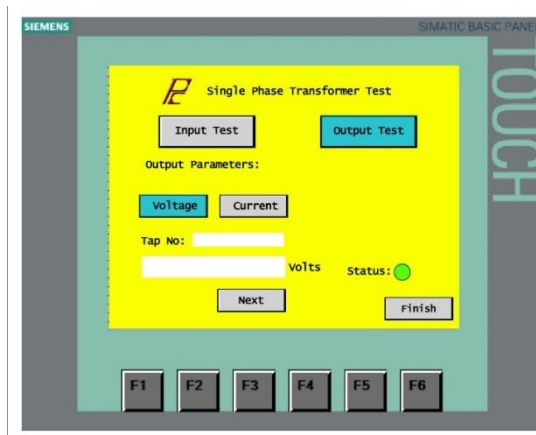 SIEMENS
SIMATIC BASIC PANE
TOUCH
Single Phase Transformer Test
Input Test
Output Test
Output Parameters:
Voltage
Current
Tap No:
Volts
Status:
Next
Finish
F1
F2
F3
F4
F5
F6